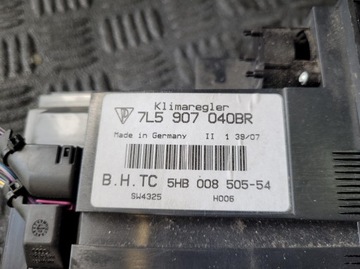 Klimaregler
7L5 907 040BR
Made in Germany II 1 39/07
B.H.TC 5HB 008 505-54
SW4325 H006